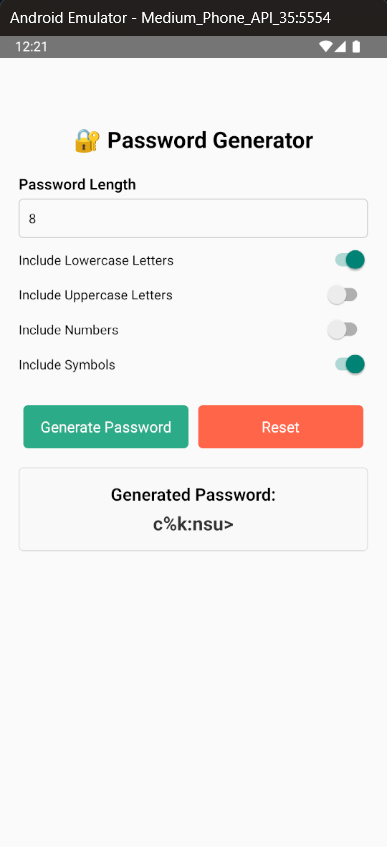 Android Emulator - Medium_Phone_API_35:5554
12:21
🔐 Password Generator
Password Length
8
Include Lowercase Letters
Include Uppercase Letters
Include Numbers
Include Symbols
Generate Password Reset
Generated Password:
c%k:nsu>